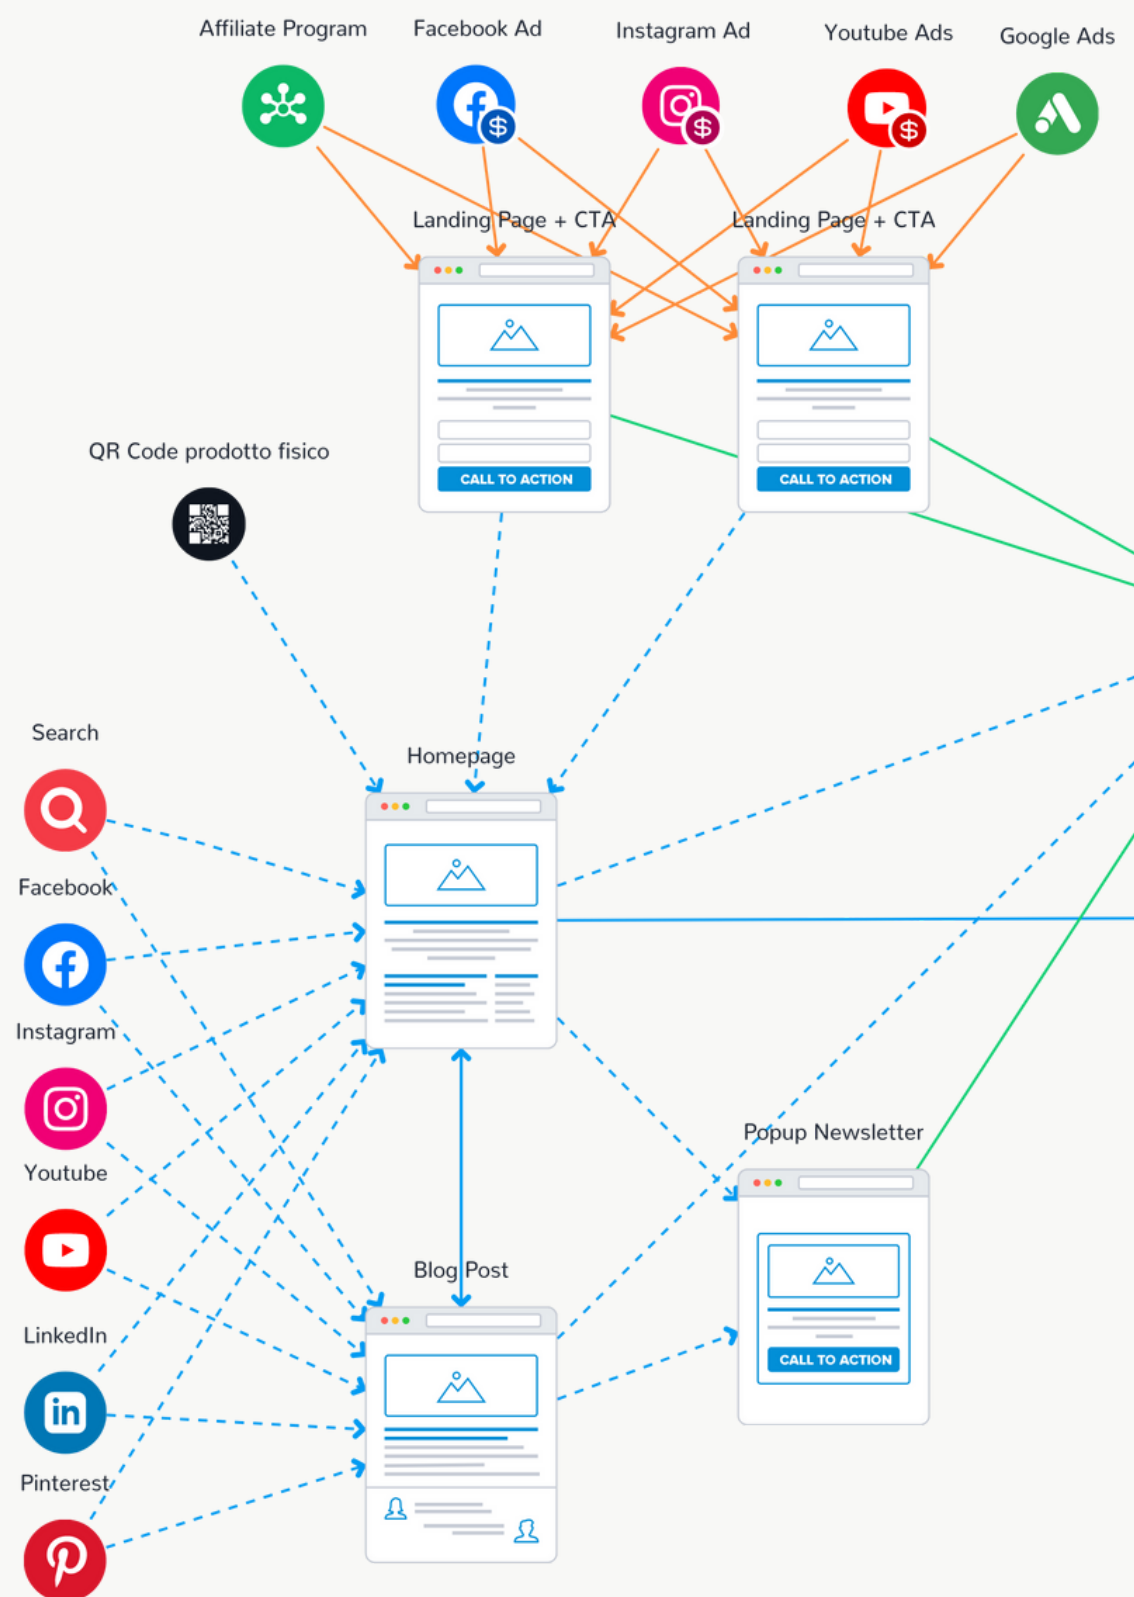 Affiliate Program
Facebook Ad
Instagram Ad
Youtube Ads
Google Ads
$
$
$
Landing Page + CTA
Landing Page + CTA
CALL TO ACTION
CALL TO ACTION
QR Code prodotto fisico
Search
Homepage
Facebook
Instagram
Youtube
Popup Newsletter
Blog Post
LinkedIn
in
CALL TO ACTION
Pinterest